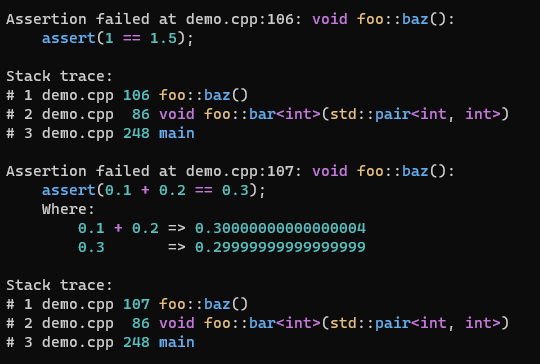 Assertion failed at demo.cpp:106: void foo::baz():
    assert(1 == 1.5);
Stack trace:
# 1 demo.cpp 106 foo::baz()
# 2 demo.cpp  86 void foo::bar<int>(std::pair<int, int>)
# 3 demo.cpp 248 main
Assertion failed at demo.cpp:107: void foo::baz():
    assert(0.1 + 0.2 == 0.3);
    Where:
        0.1 + 0.2 => 0.30000000000000004
        0.3       => 0.29999999999999999
Stack trace:
# 1 demo.cpp 107 foo::baz()
# 2 demo.cpp  86 void foo::bar<int>(std::pair<int, int>)
# 3 demo.cpp 248 main